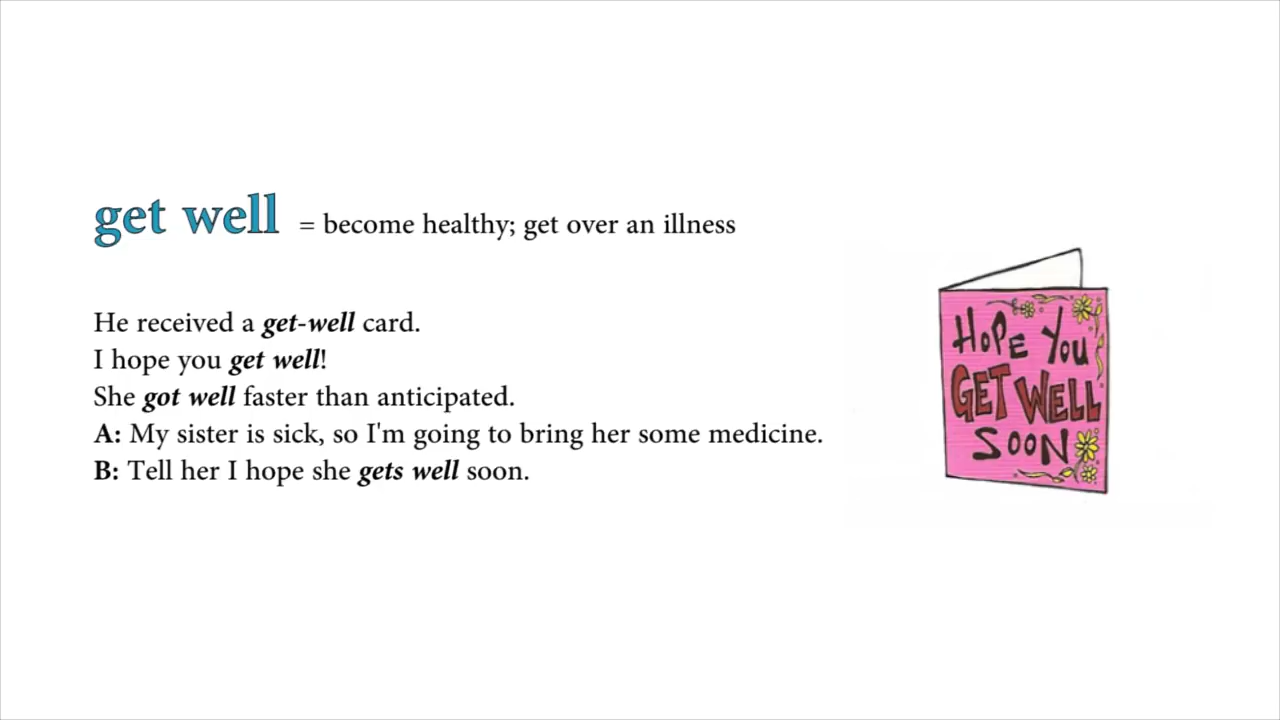 get well = become healthy; get over an illness
He received a get-well card.
I hope you get well!
She got well faster than anticipated.
A: My sister is sick, so I'm going to bring her some medicine.
B: Tell her I hope she gets well soon.
HOPE YOU
GET WELL
SOON